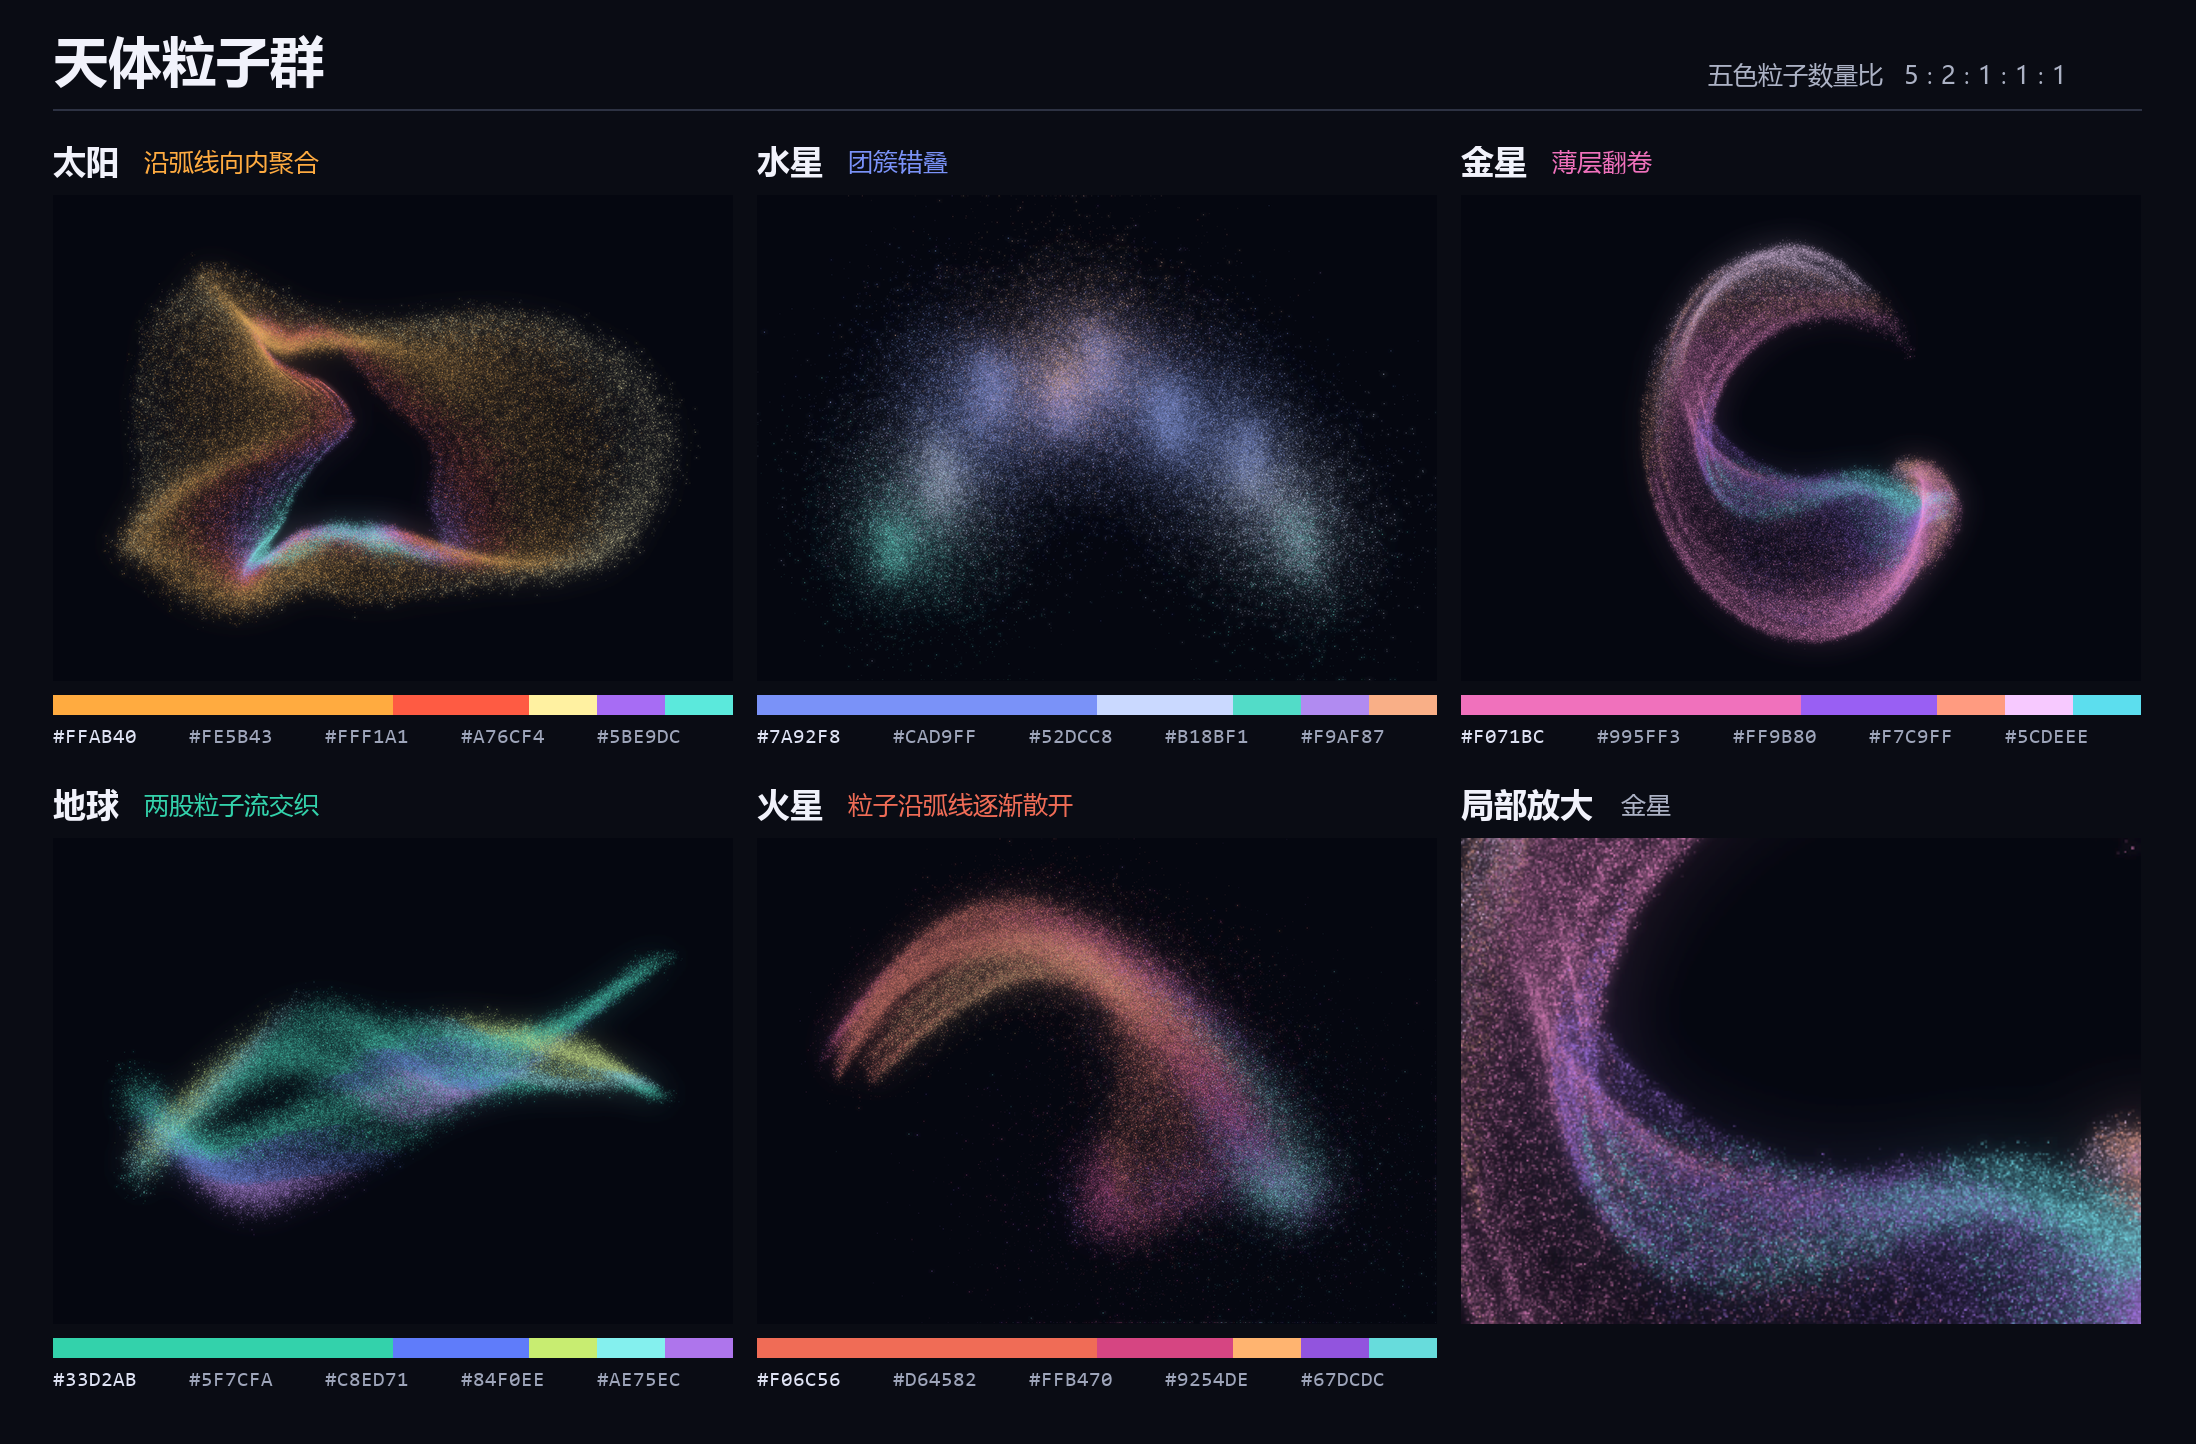 天体粒子群
五色粒子数量比 5 : 2 : 1 : 1 : 1
太阳 沿弧线向内聚合
水星 团簇错叠
金星 薄层翻卷
#FFAB40 #FE5B43 #FFF1A1 #A76CF4 #5BE9DC
#7A92F8 #CAD9FF #52DCC8 #B18BF1 #F9AF87
#F071BC #995FF3 #FF9B80 #F7C9FF #5CDEEE
地球 两股粒子流交织
火星 粒子沿弧线逐渐散开
局部放大 金星
#33D2AB #5F7CFA #C8ED71 #84F0EE #AE75EC
#F06C56 #D64582 #FFB470 #9254DE #67DCDC